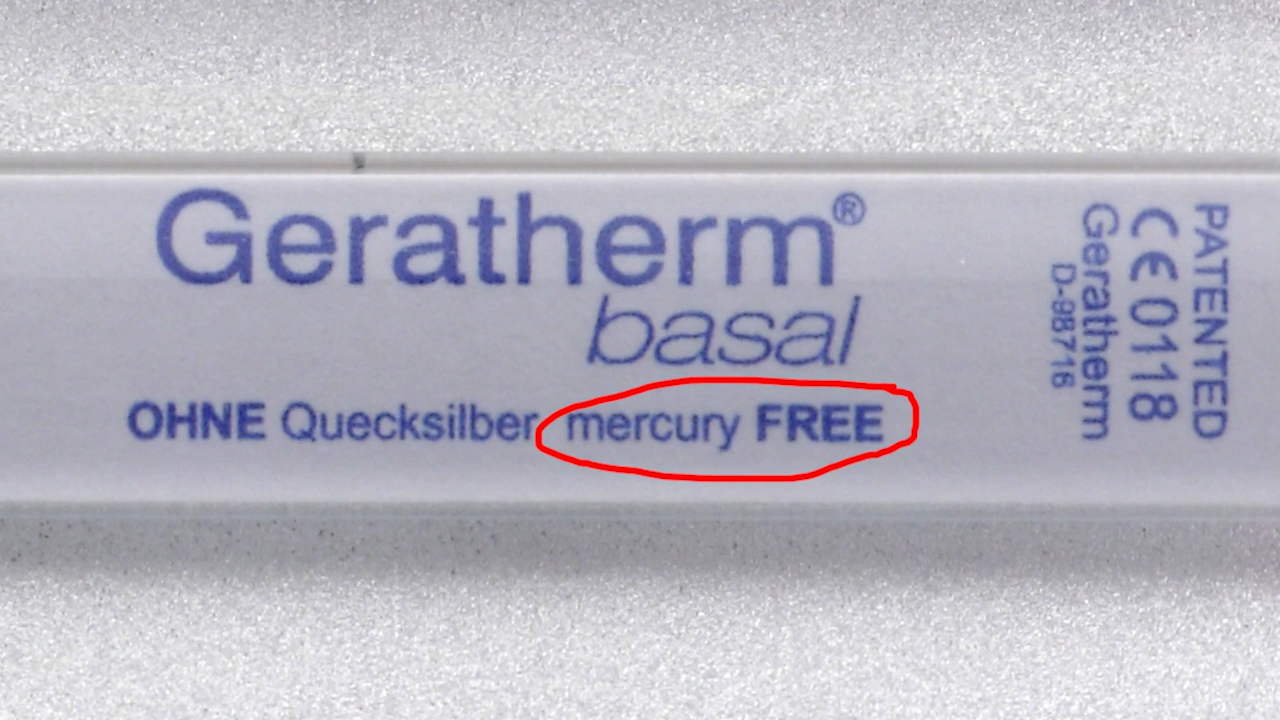 Geratherm®
basal
OHNE Quecksilber mercury FREE
PATENTED
CE 0118
Geratherm
D-98716